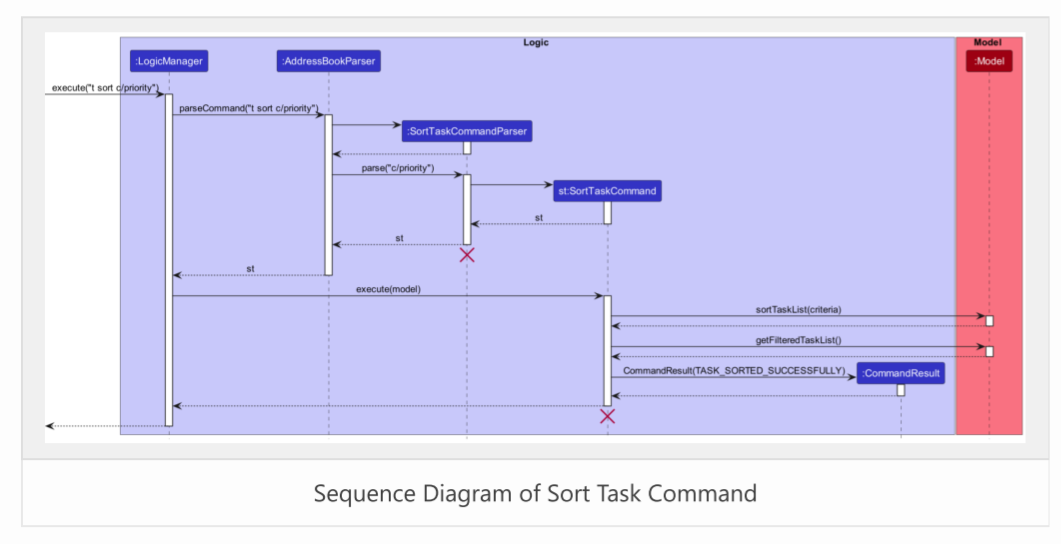 Logic
Model
:LogicManager
:AddressBookParser
:Model
execute("t sort c/priority")
parseCommand("t sort c/priority")
:SortTaskCommandParser
parse("c/priority")
st:SortTaskCommand
st
st
st
execute(model)
sortTaskList(criteria)
getFilteredTaskList()
CommandResult(TASK_SORTED_SUCCESSFULLY)
:CommandResult
Sequence Diagram of Sort Task Command